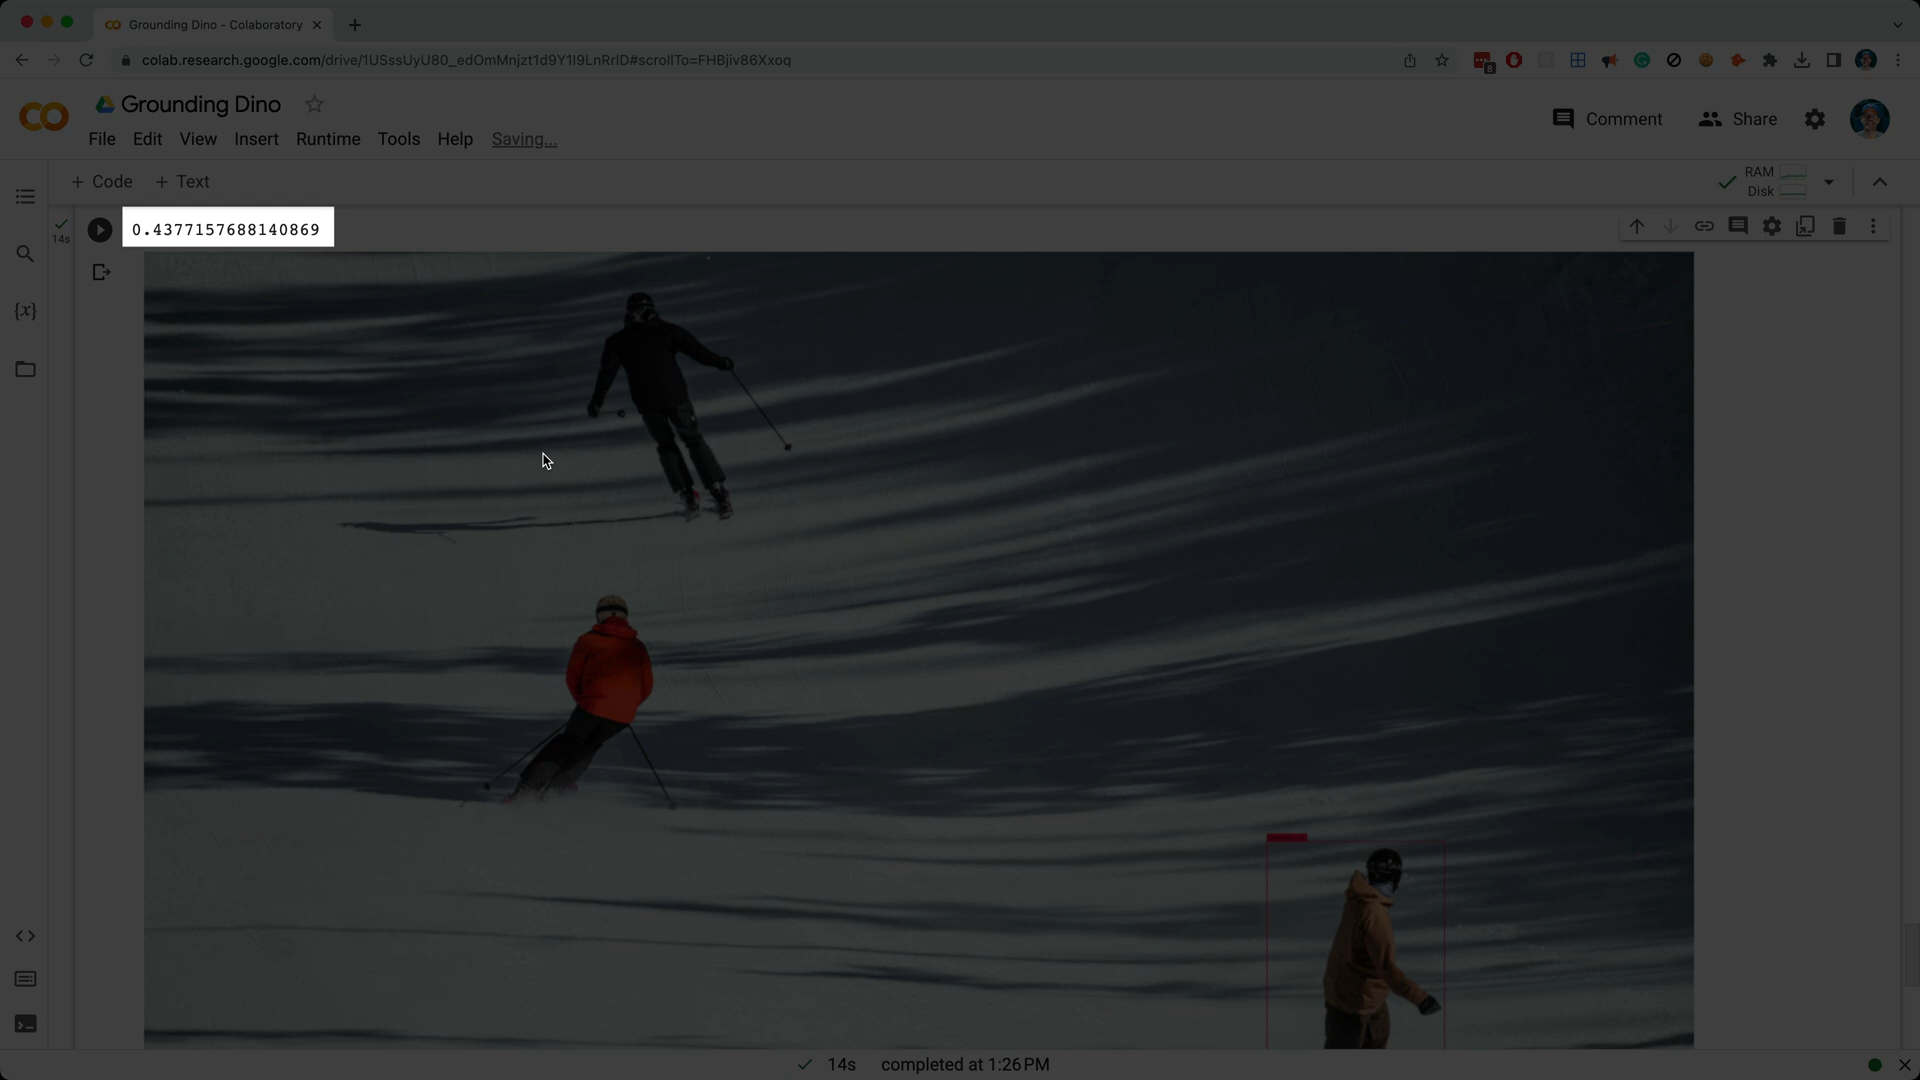 Grounding Dino - Colaboratory
colab.research.google.com/drive/1USssUyU80_edOmMnjzt1d9Y1I9LnRrlD#scrollTo=FHBjiv86Xxoq
8
Grounding Dino
File Edit View Insert Runtime Tools Help Saving...
Comment
Share
+ Code + Text
RAM
Disk
14s
0.4377157688140869
{x}
14s completed at 1:26 PM